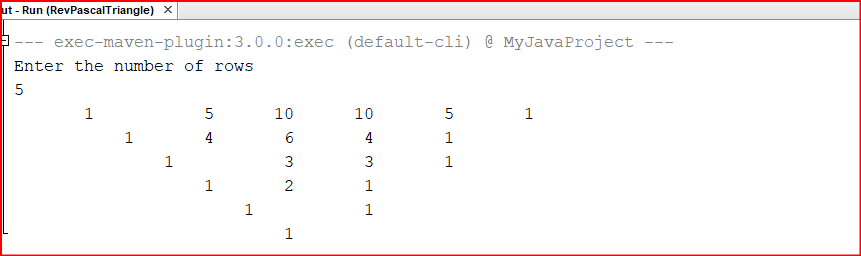 ut - Run (RevPascalTriangle) ×
--- exec-maven-plugin:3.0.0:exec (default-cli) @ MyJavaProject ---
Enter the number of rows
5
1 5 10 10 5 1
1 4 6 4 1
1 3 3 1
1 2 1
1 1
1